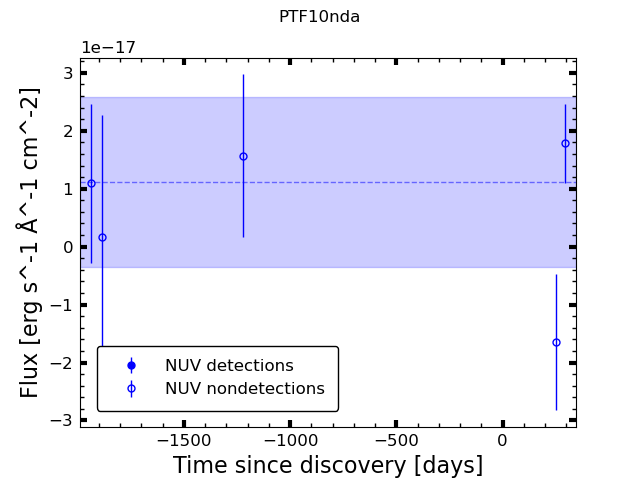 PTF10nda
1e−17
3
2
1
0
−1
−2
−3
Flux [erg s^-1 Å^-1 cm^-2]
NUV detections
NUV nondetections
−1500 −1000 −500 0
Time since discovery [days]